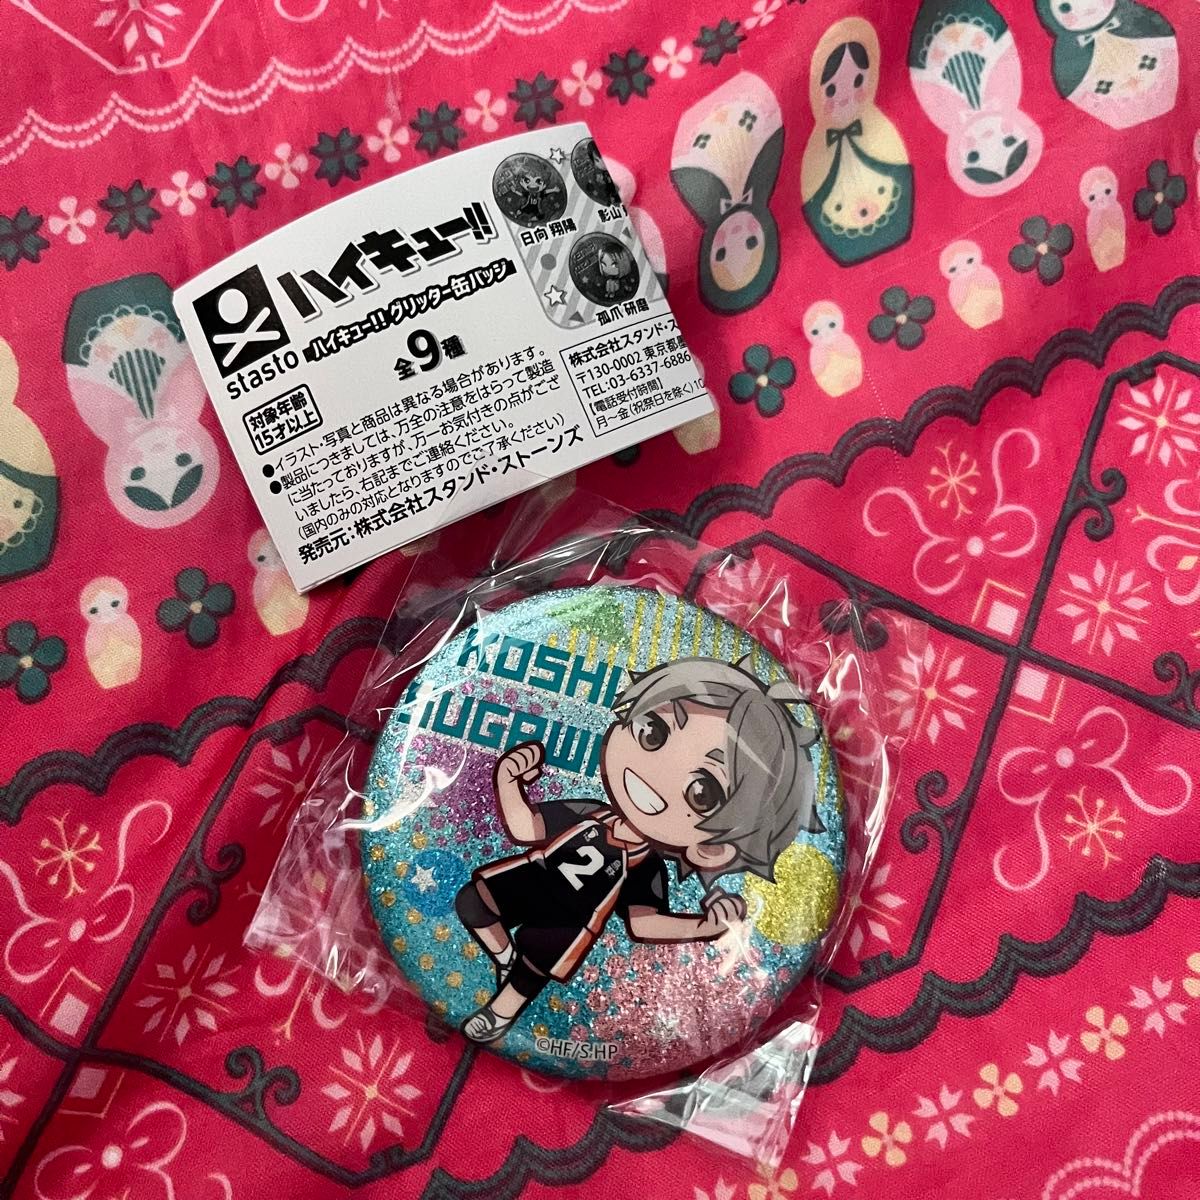 stasto
ハイキュー!!
ハイキュー!! グリッター缶バッジ
全9種
対象年齢
15才以上
●イラスト・写真と商品は異なる場合があります。
●製品につきましては、万全の注意をはらって製造
に当たっておりますが、万一お気付きの点がござ
いましたら、右記までご連絡ください。
(国内のみの対応となりますのでご了承ください)
発売元:株式会社スタンド・ストーンズ
日向 翔陽
影山
孤爪 研磨
株式会社スタンド・ス
〒130-0002 東京都墨
TEL:03-6337-6886
【電話受付時間】
月〜金(祝祭日を除く)10
KOSHI
SUGAW
2
©HF/S・HP